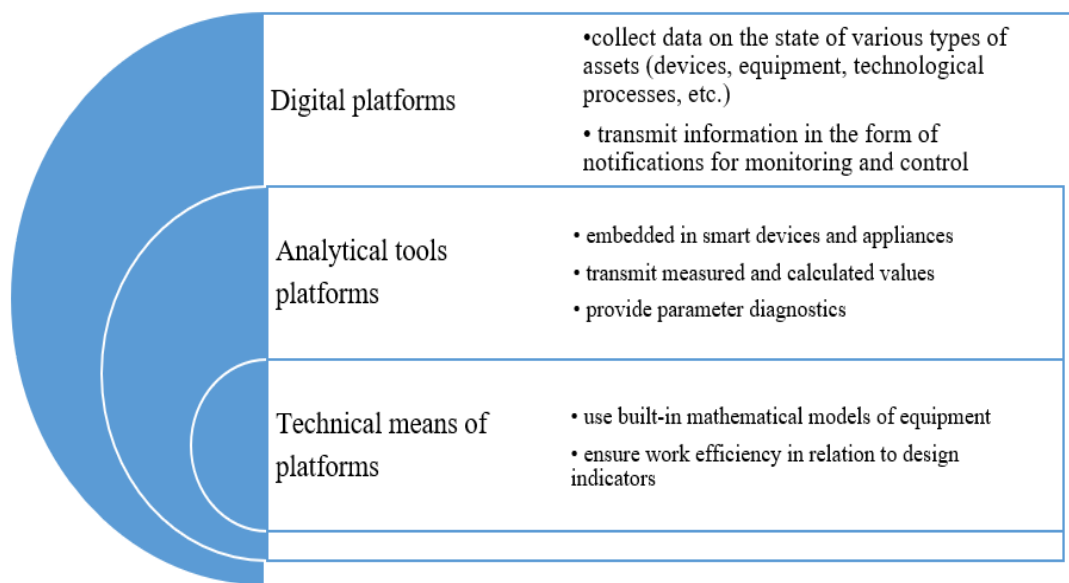 Digital platforms
•collect data on the state of various types of
assets (devices, equipment, technological
processes, etc.)
• transmit information in the form of
notifications for monitoring and control
Analytical tools
platforms
• embedded in smart devices and appliances
• transmit measured and calculated values
• provide parameter diagnostics
Technical means of
platforms
• use built-in mathematical models of equipment
• ensure work efficiency in relation to design
indicators